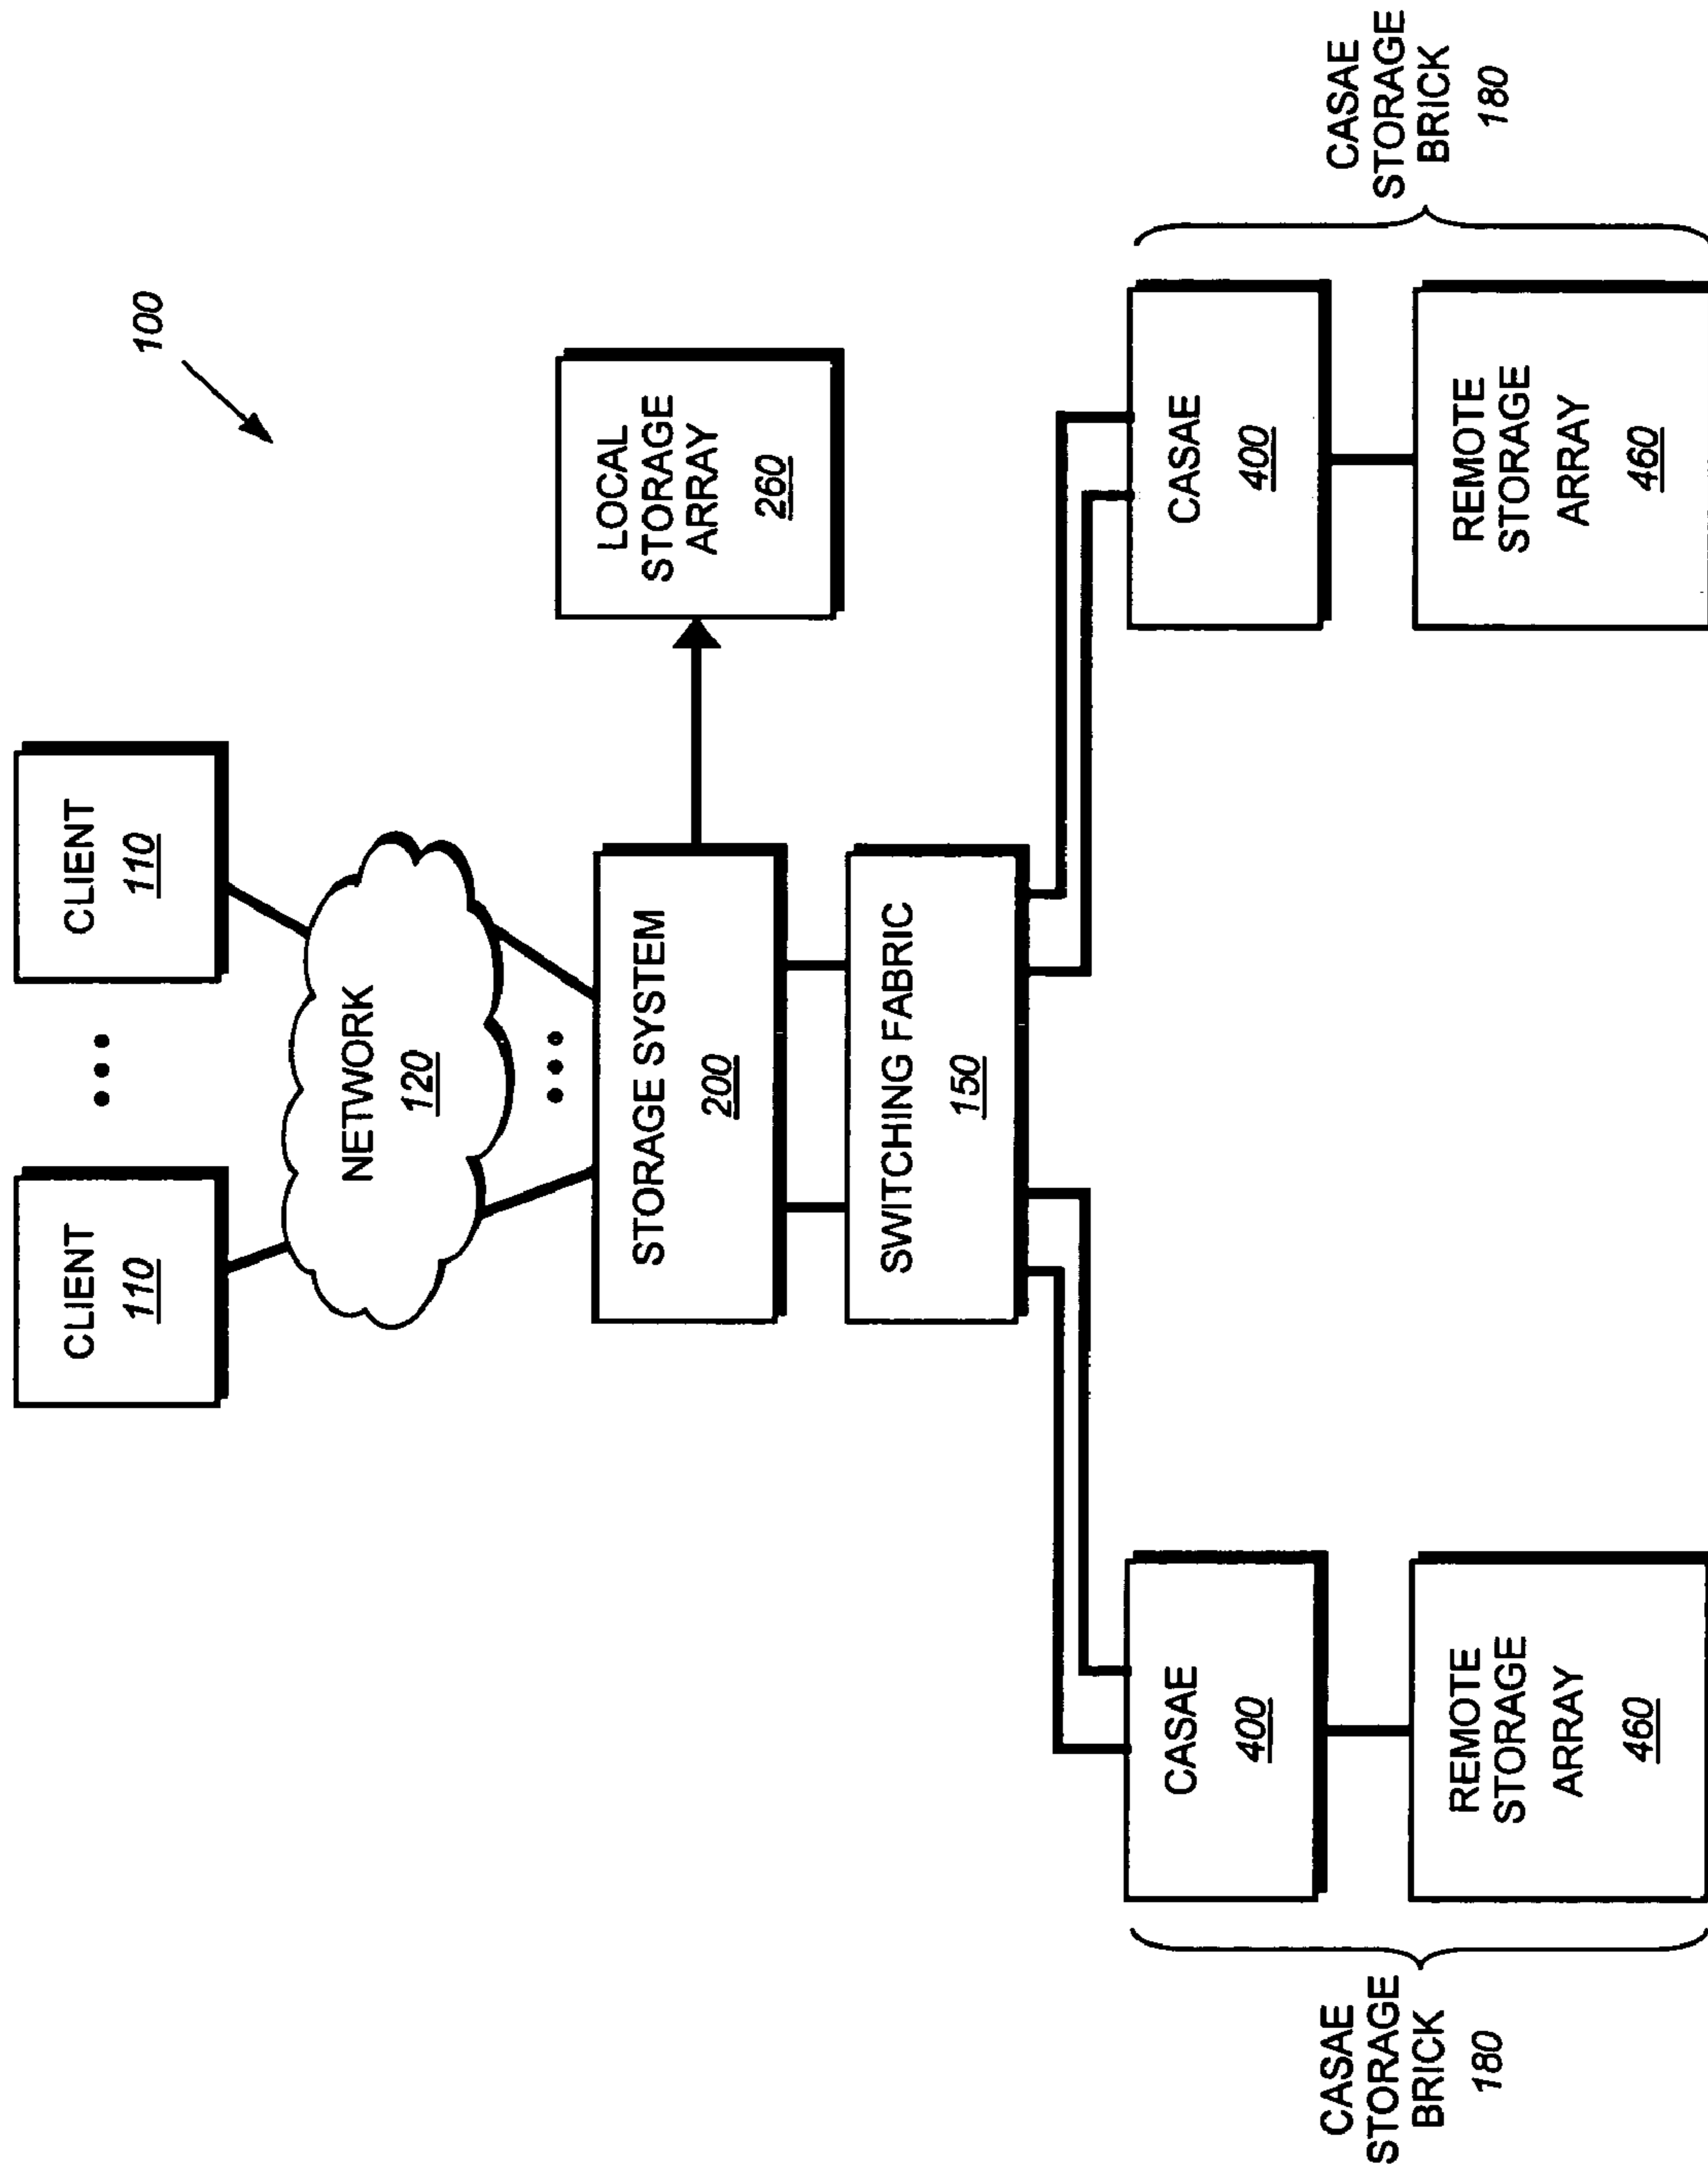 100
CLIENT
110
...
CLIENT
110
NETWORK
120
...
STORAGE SYSTEM
200
LOCAL
STORAGE
ARRAY
260
SWITCHING FABRIC
150
CASAE
400
REMOTE
STORAGE
ARRAY
460
CASAE
STORAGE
BRICK
180
CASAE
400
REMOTE
STORAGE
ARRAY
460
CASAE
STORAGE
BRICK
180